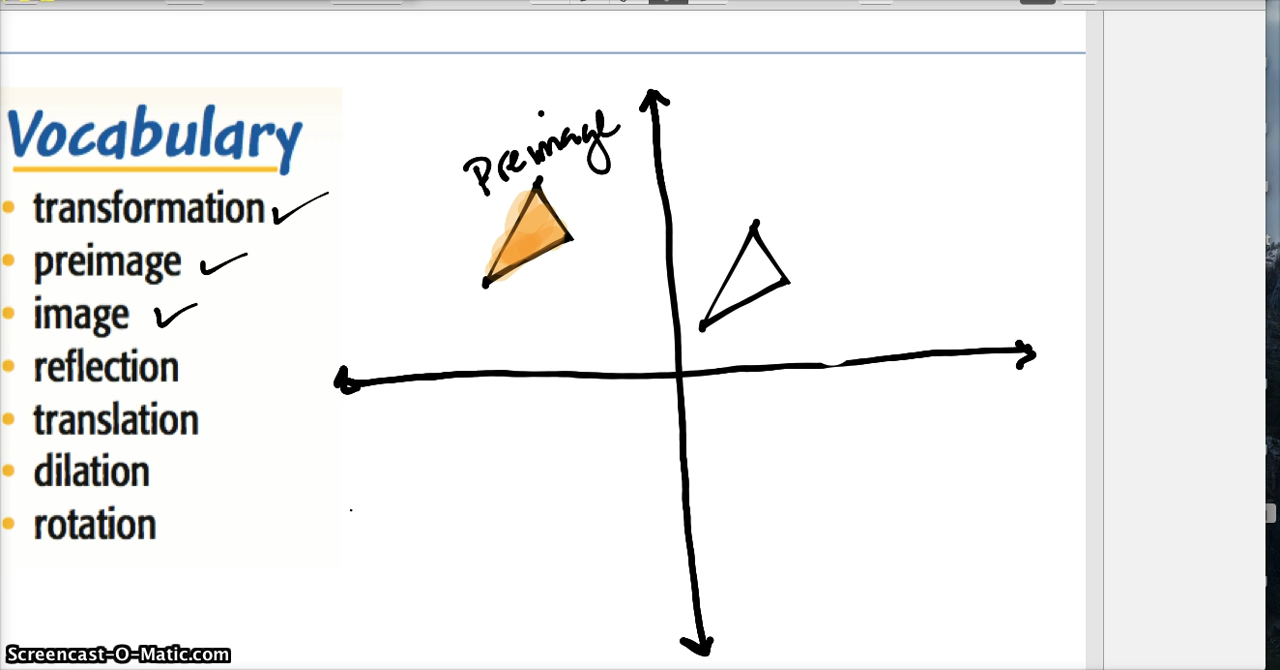 Vocabulary
• transformation
• preimage
• image
• reflection
• translation
• dilation
• rotation
Preimage
Screencast-O-Matic.com